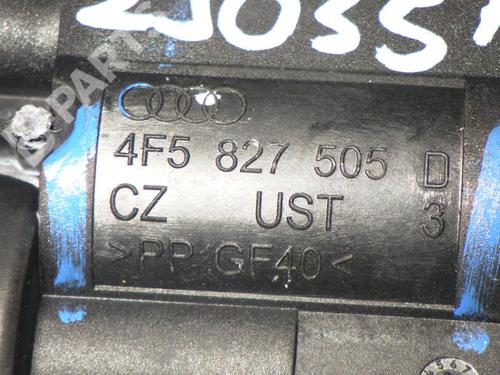 4F5 827 505 D
CZ UST 3
>PP GF40<
B-PARTS